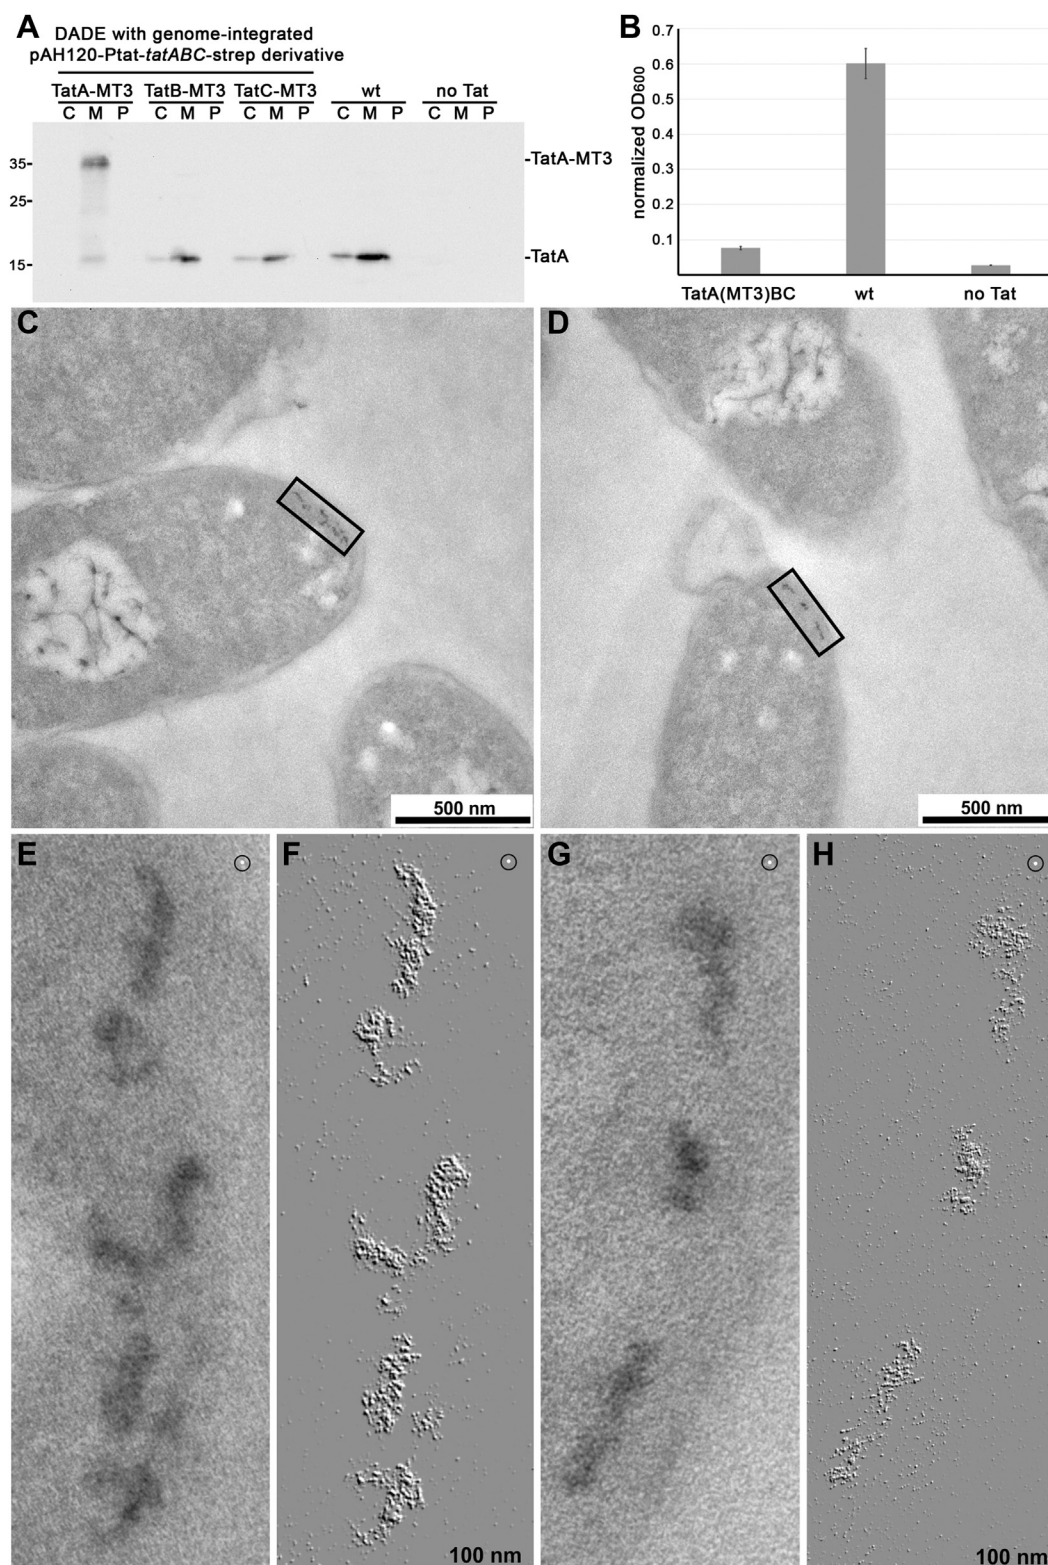 A
DADE with genome-integrated
pAH120-Ptat-tatABC-strep derivative
TatA-MT3 TatB-MT3 TatC-MT3 wt no Tat
C M P C M P C M P C M P C M P
35-
-TatA-MT3
25-
15-
-TatA
B
normalized OD600
0.7
0.6
0.5
0.4
0.3
0.2
0.1
TatA(MT3)BC wt no Tat
C
500 nm
D
500 nm
E
F
100 nm
G
H
100 nm